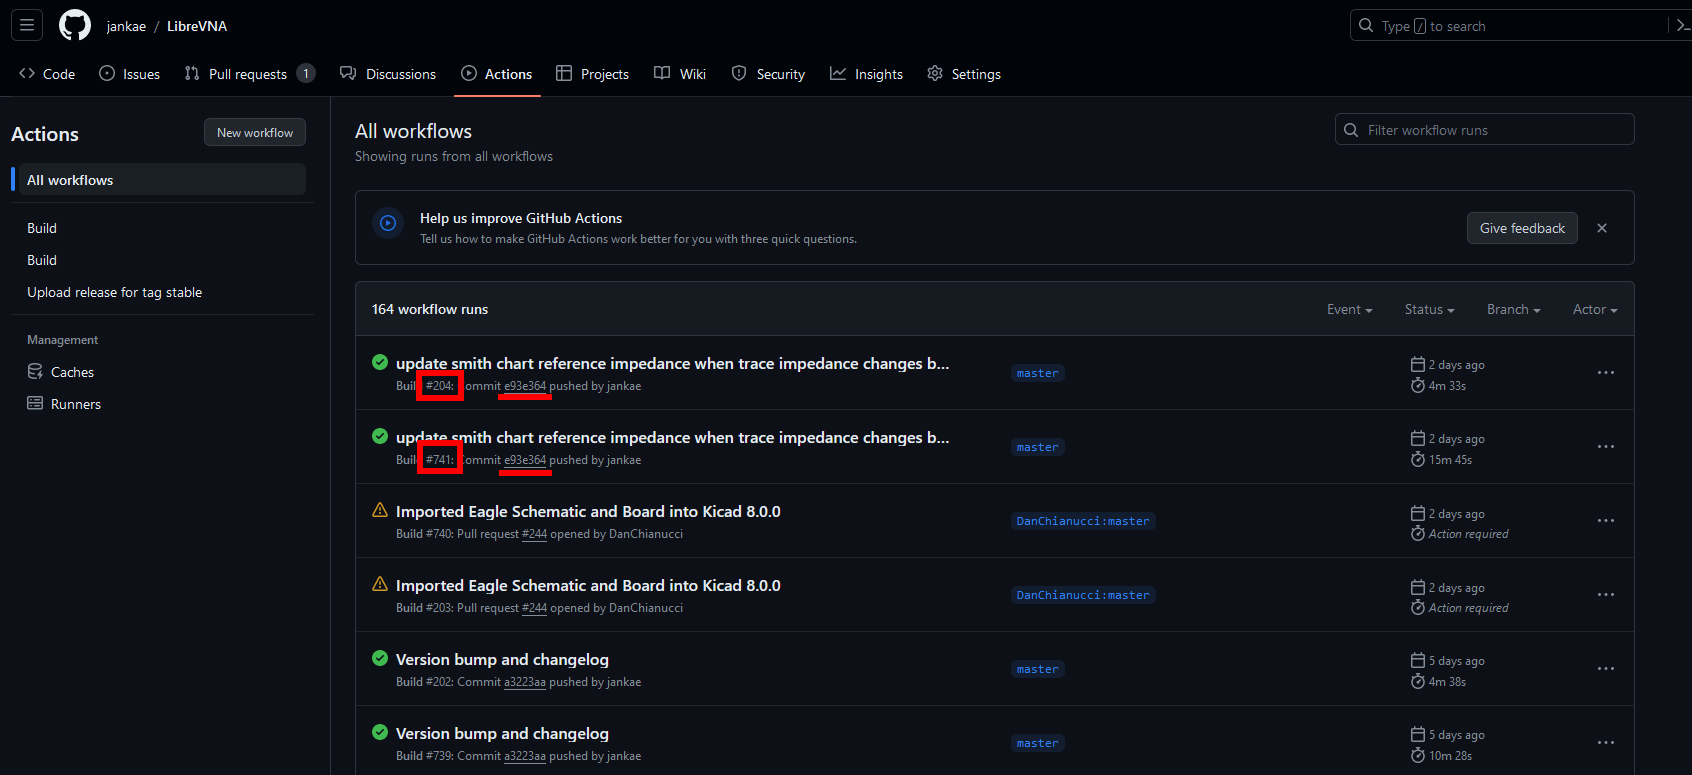 jankae / LibreVNA
Type / to search
Code
Issues
Pull requests 1
Discussions
Actions
Projects
Wiki
Security
Insights
Settings
Actions
New workflow
All workflows
Build
Build
Upload release for tag stable
Management
Caches
Runners
All workflows
Showing runs from all workflows
Filter workflow runs
Help us improve GitHub Actions
Tell us how to make GitHub Actions work better for you with three quick questions.
Give feedback
164 workflow runs
Event
Status
Branch
Actor
update smith chart reference impedance when trace impedance changes b...
Build #204: Commit e93e364 pushed by jankae
master
2 days ago
4m 33s
update smith chart reference impedance when trace impedance changes b...
Build #741: Commit e93e364 pushed by jankae
master
2 days ago
15m 45s
Imported Eagle Schematic and Board into Kicad 8.0.0
Build #740: Pull request #244 opened by DanChianucci
DanChianucci:master
2 days ago
Action required
Imported Eagle Schematic and Board into Kicad 8.0.0
Build #203: Pull request #244 opened by DanChianucci
DanChianucci:master
2 days ago
Action required
Version bump and changelog
Build #202: Commit a3223aa pushed by jankae
master
5 days ago
4m 38s
Version bump and changelog
Build #739: Commit a3223aa pushed by jankae
master
5 days ago
10m 28s